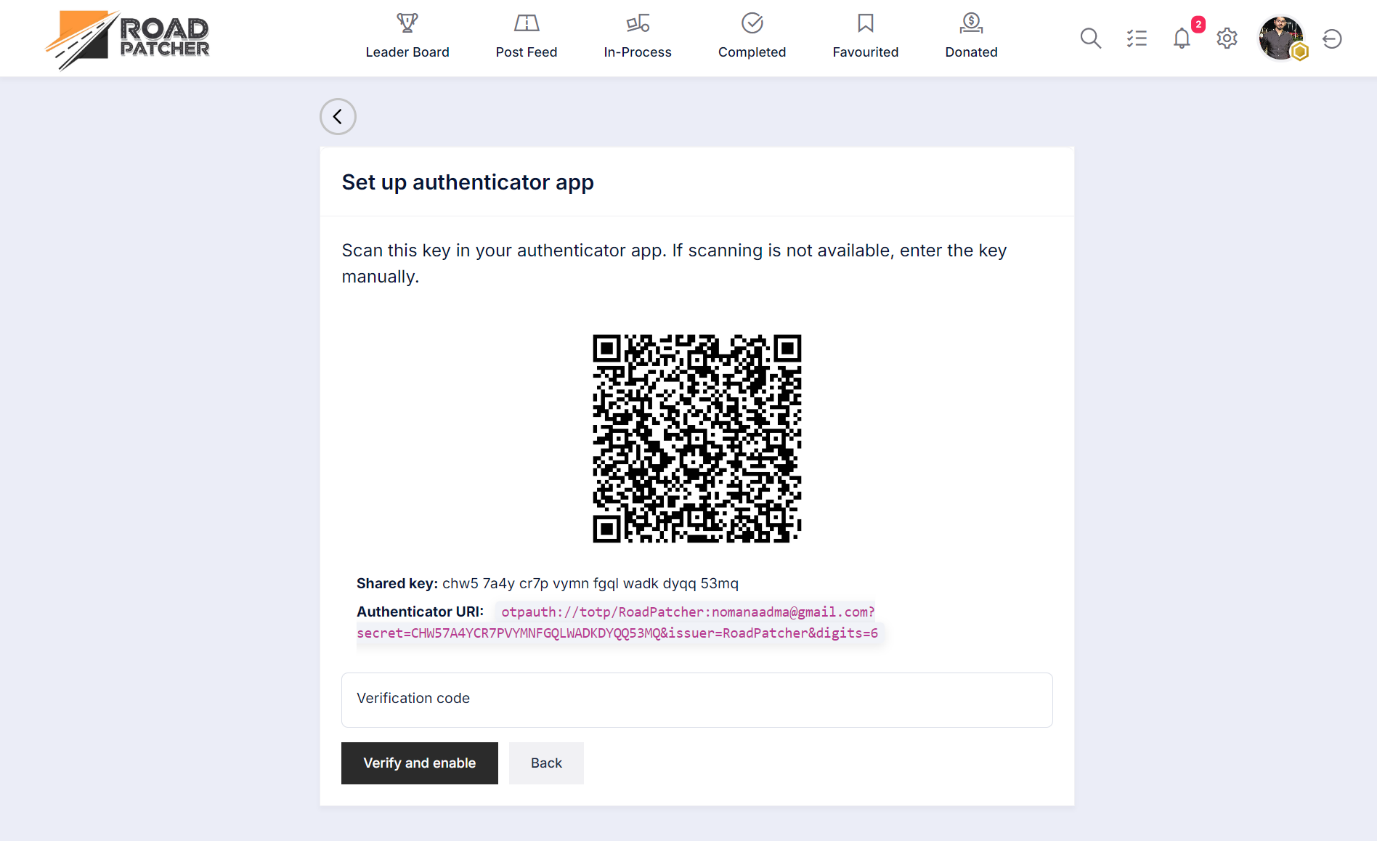 ROAD
PATCHER
Leader Board
Post Feed
In-Process
Completed
Favourited
Donated
2
Set up authenticator app
Scan this key in your authenticator app. If scanning is not available, enter the key
manually.
Shared key: chw5 7a4y cr7p vymn fgql wadk dyqq 53mq
Authenticator URI: otpauth://totp/RoadPatcher:nomanaadma@gmail.com?
secret=CHW57A4YCR7PVYMNFGQLWADKDYQQ53MQ&issuer=RoadPatcher&digits=6
Verification code
Verify and enable
Back